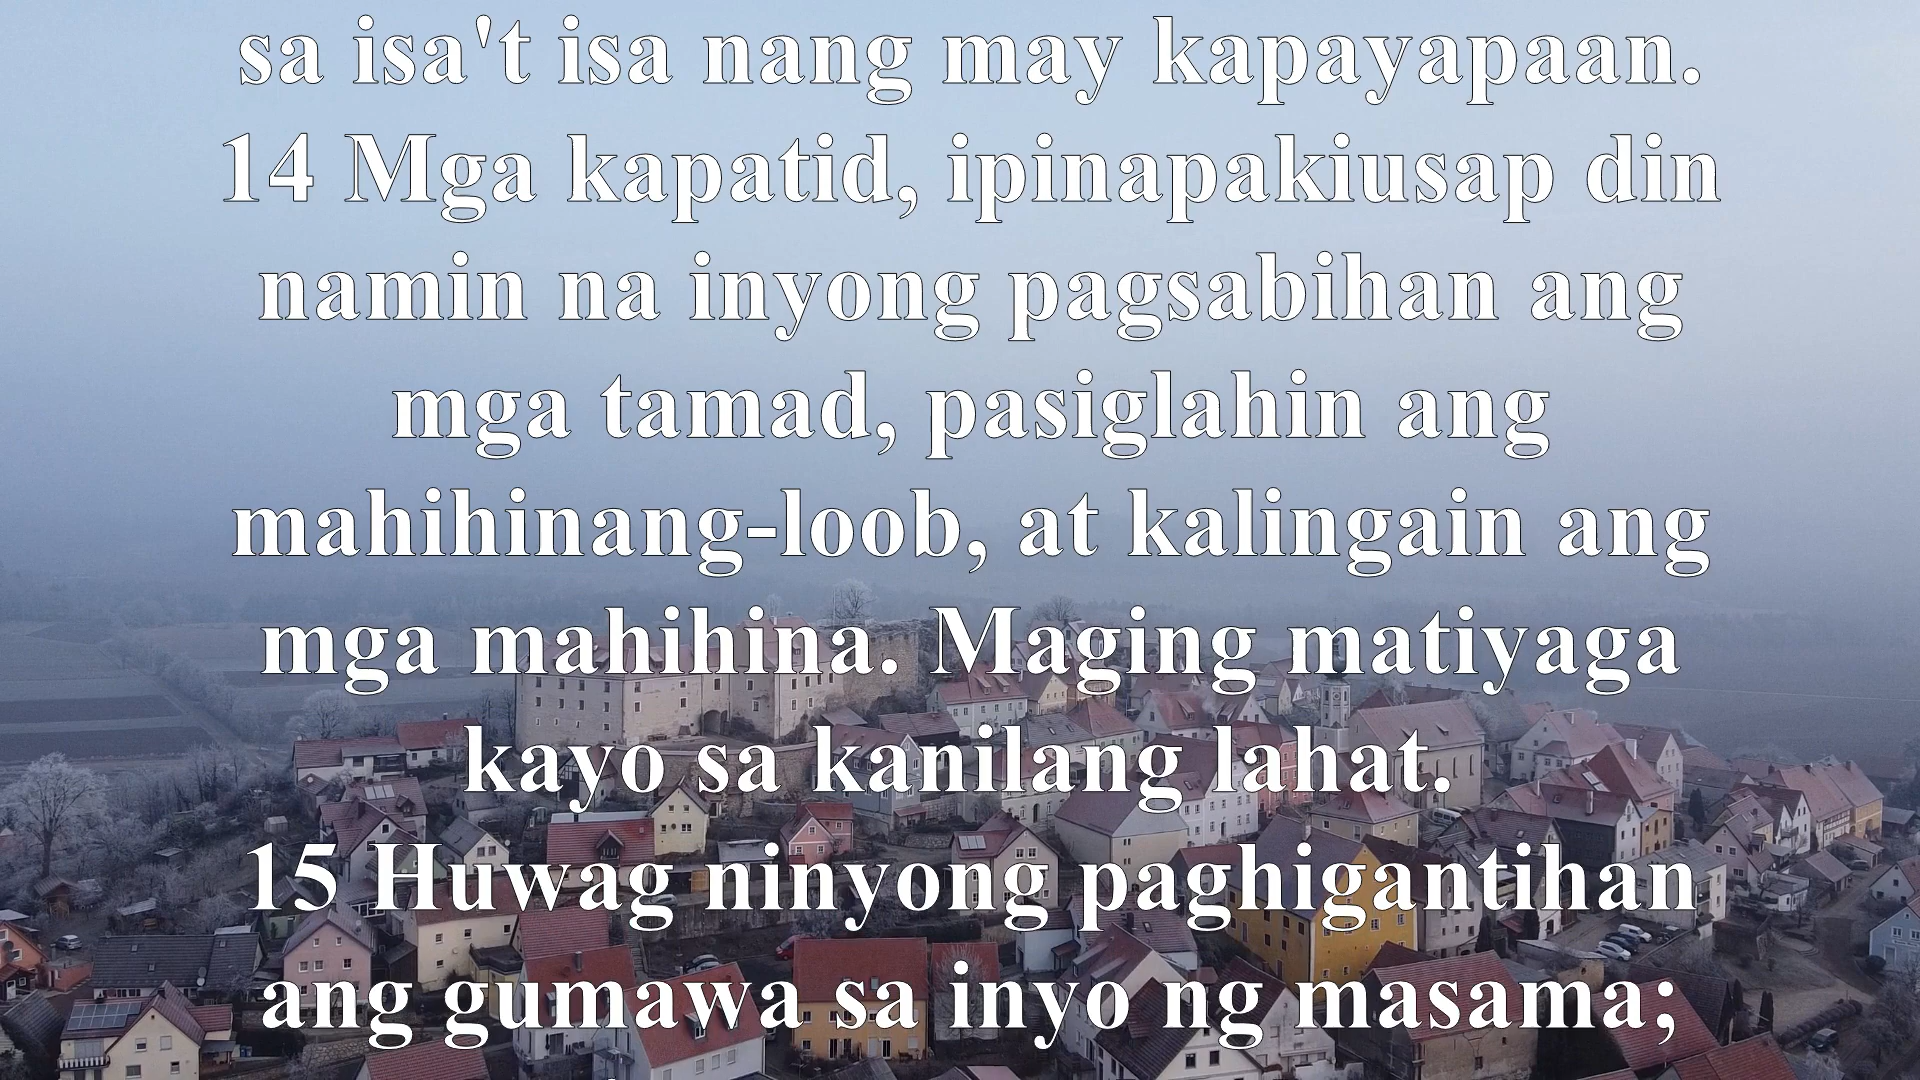 sa isa't isa nang may kapayapaan.
14 Mga kapatid, ipinapakiusap din
namin na inyong pagsabihan ang
mga tamad, pasiglahin ang
mahihinang-loob, at kalingain ang
mga mahihina. Maging matiyaga
kayo sa kanilang lahat.
15 Huwag ninyong paghigantihan
ang gumawa sa inyo ng masama;